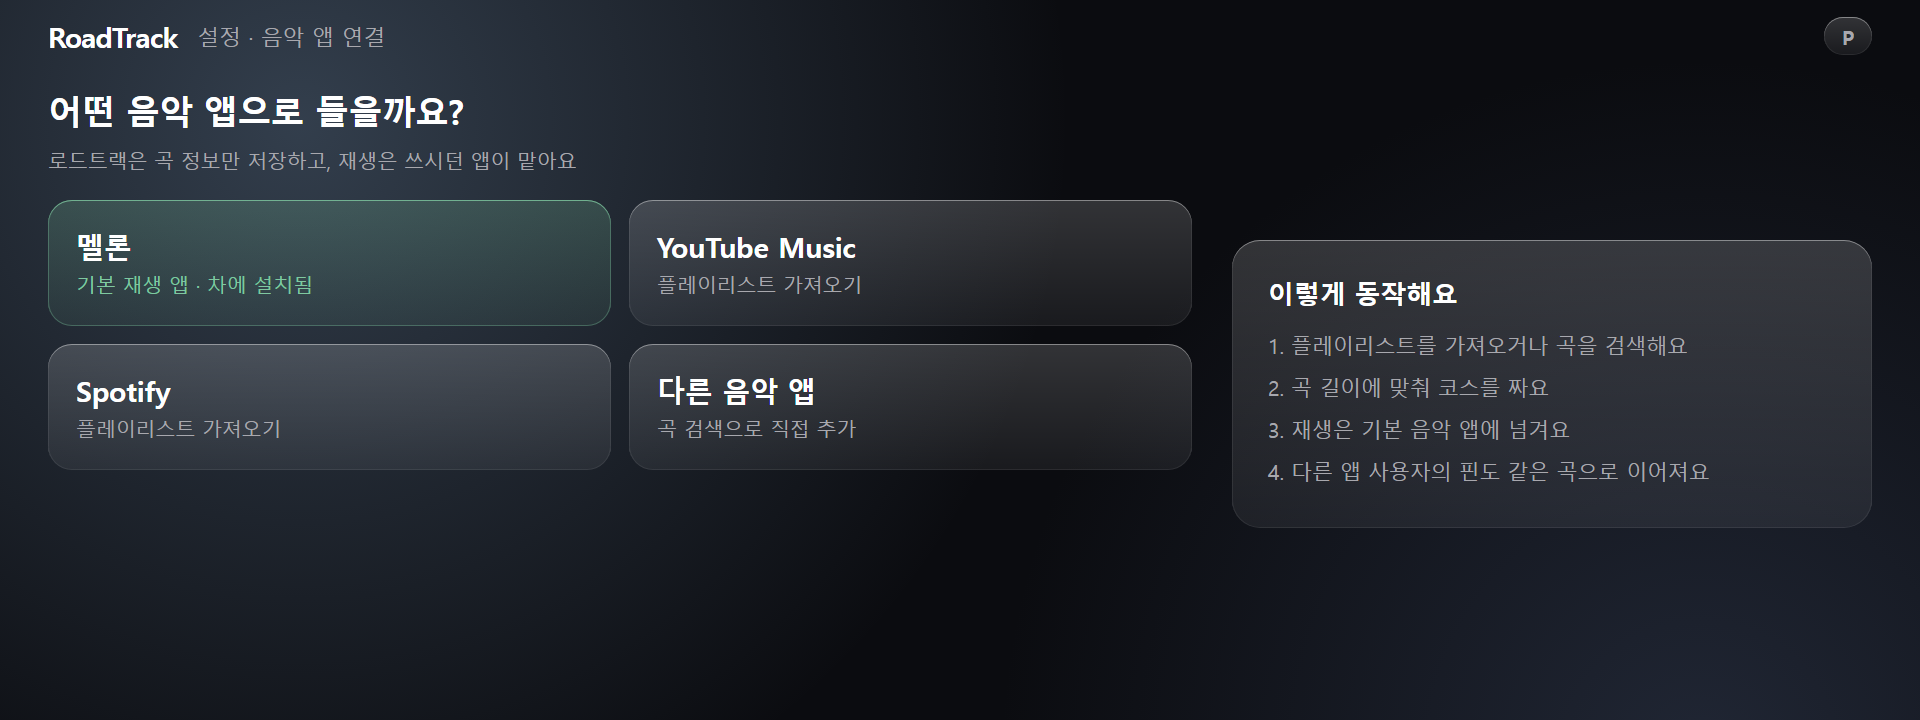 RoadTrack 설정 · 음악 앱 연결
P
어떤 음악 앱으로 들을까요?
로드트랙은 곡 정보만 저장하고, 재생은 쓰시던 앱이 맡아요
멜론
기본 재생 앱 · 차에 설치됨
YouTube Music
플레이리스트 가져오기
Spotify
플레이리스트 가져오기
다른 음악 앱
곡 검색으로 직접 추가
이렇게 동작해요
1. 플레이리스트를 가져오거나 곡을 검색해요
2. 곡 길이에 맞춰 코스를 짜요
3. 재생은 기본 음악 앱에 넘겨요
4. 다른 앱 사용자의 핀도 같은 곡으로 이어져요